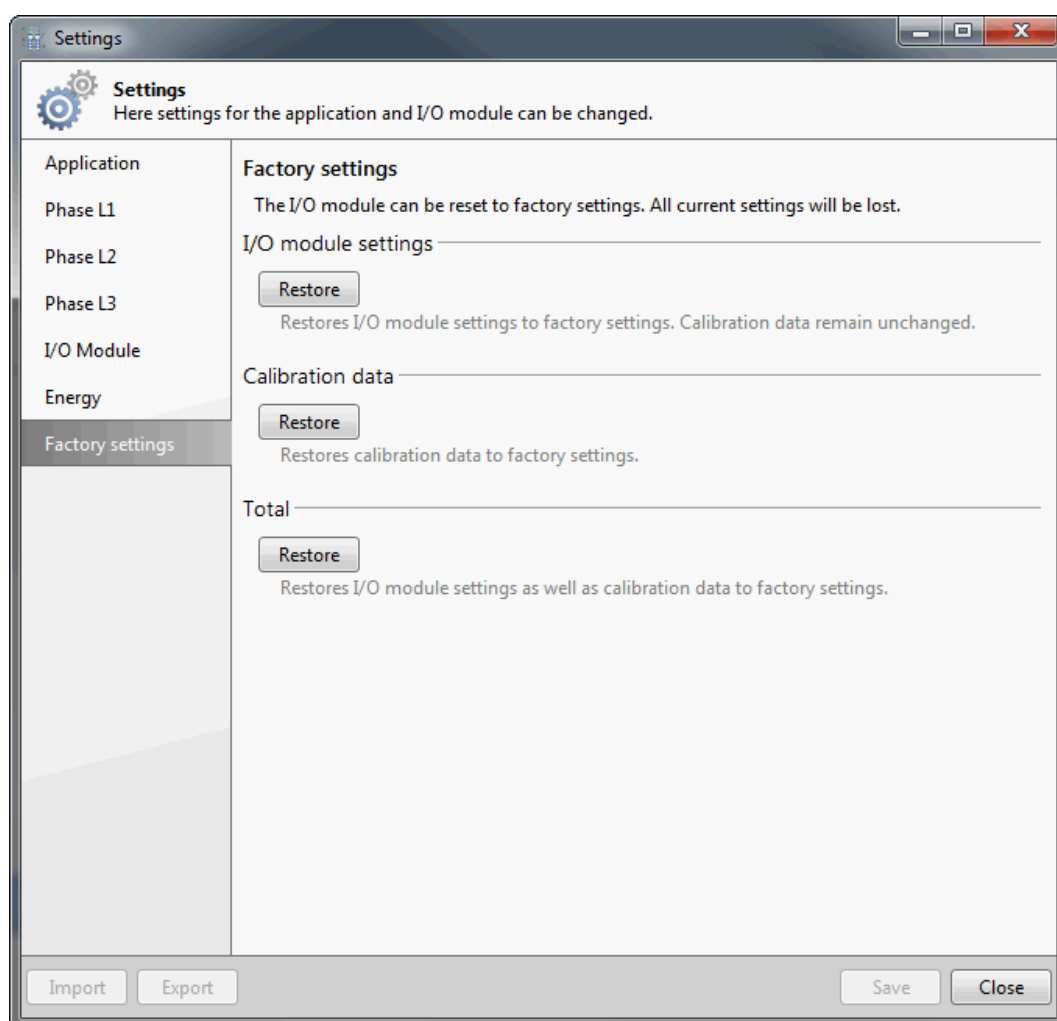 Settings
Settings
Here settings for the application and I/O module can be changed.
Application
Phase L1
Phase L2
Phase L3
I/O Module
Energy
Factory settings
Factory settings
The I/O module can be reset to factory settings. All current settings will be lost.
I/O module settings
Restore
Restores I/O module settings to factory settings. Calibration data remain unchanged.
Calibration data
Restore
Restores calibration data to factory settings.
Total
Restore
Restores I/O module settings as well as calibration data to factory settings.
Import
Export
Save
Close